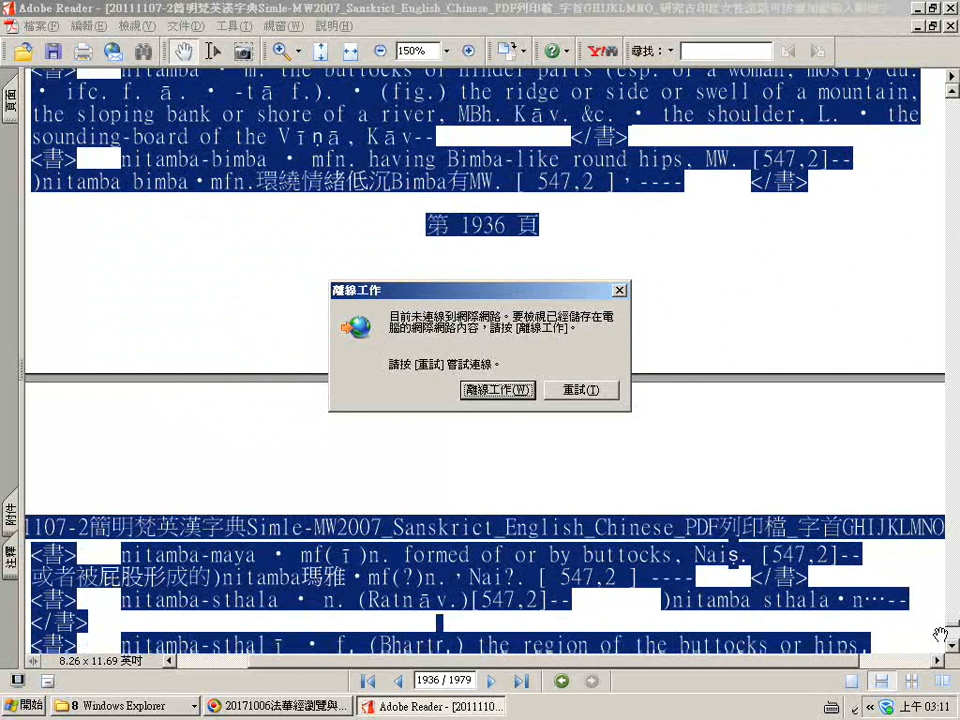 Adobe Reader - [20111107-2簡明梵英漢字典Simle-MW2007_Sanskrict_English_Chinese_PDF列印檔_字首GHIJKLMNO_研究古印度女性
檔案(F) 編輯(E) 檢視(V) 文件(D) 工具(T) 視窗(W) 說明(H)
150% 尋找：
頁面
<書> nitamba • m. the buttocks or hinder parts (esp. of a woman, mostly du.
• ifc. f. ā. • -tā f.). • (fig.) the ridge or side or swell of a mountain,
the sloping bank or shore of a river, MBh. Kāv. &c. • the shoulder, L. • the
sounding-board of the Vīṇā, Kāv-- </書>
<書> nitamba-bimba • mfn. having Bimba-like round hips, MW. [547,2]--
)nitamba bimba•mfn.環繞情緒低沉Bimba有MW. [ 547,2 ]，---- </書>
第 1936 頁
離線工作
目前未連線到網際網路。要檢視已經儲存在電
腦的網際網路內容，請按 [離線工作]。
請按 [重試] 嘗試連線。
離線工作(W) 重試(T)
附件
注釋
1107-2簡明梵英漢字典Simle-MW2007_Sanskrict_English_Chinese_PDF列印檔_字首GHIJKLMNO
<書> nitamba-maya • mf(ī)n. formed of or by buttocks, Naiṣ. [547,2]--
或者被屁股形成的)nitamba瑪雅•mf(?)n.，Nai?. [ 547,2 ] ---- </書>
<書> nitamba-sthala • n. (Ratnāv.)[547,2]-- )nitamba sthala•n…--
</書>
<書> nitamba-sthalī • f. (Bhartṛ.) the region of the buttocks or hips,
8.26 x 11.69 英吋
1936 / 1979
開始 8 Windows Explorer 20171006法華經瀏覽與... Adobe Reader - [2011110... 上午 03:11